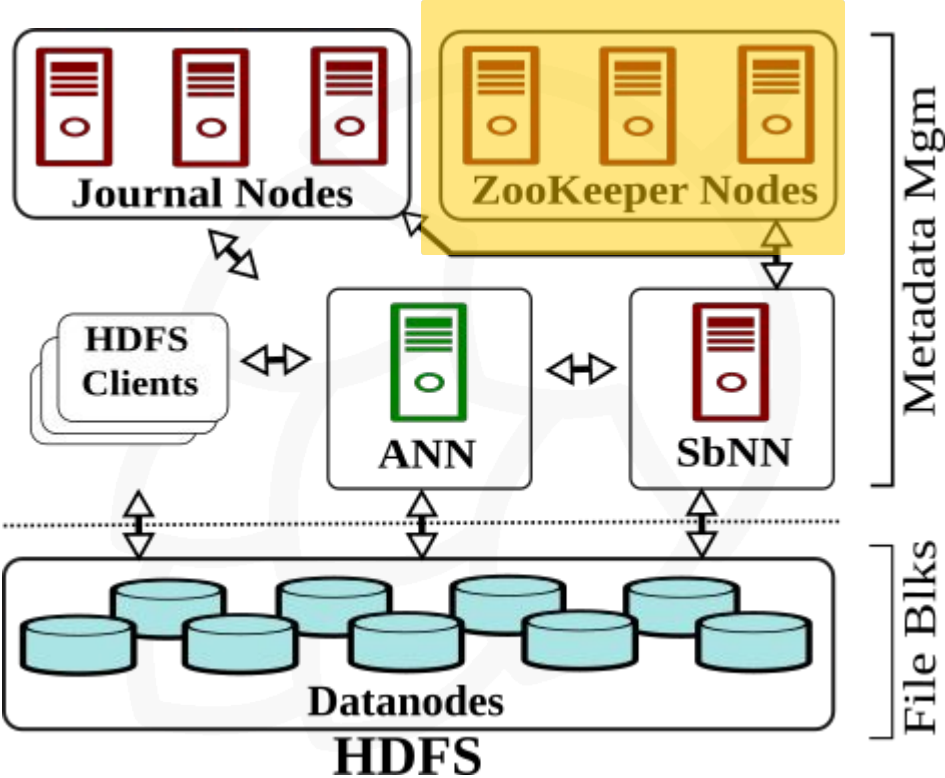 Journal Nodes
ZooKeeper Nodes
Metadata Mgm
HDFS
Clients
ANN
SbNN
File Blks
Datanodes
HDFS